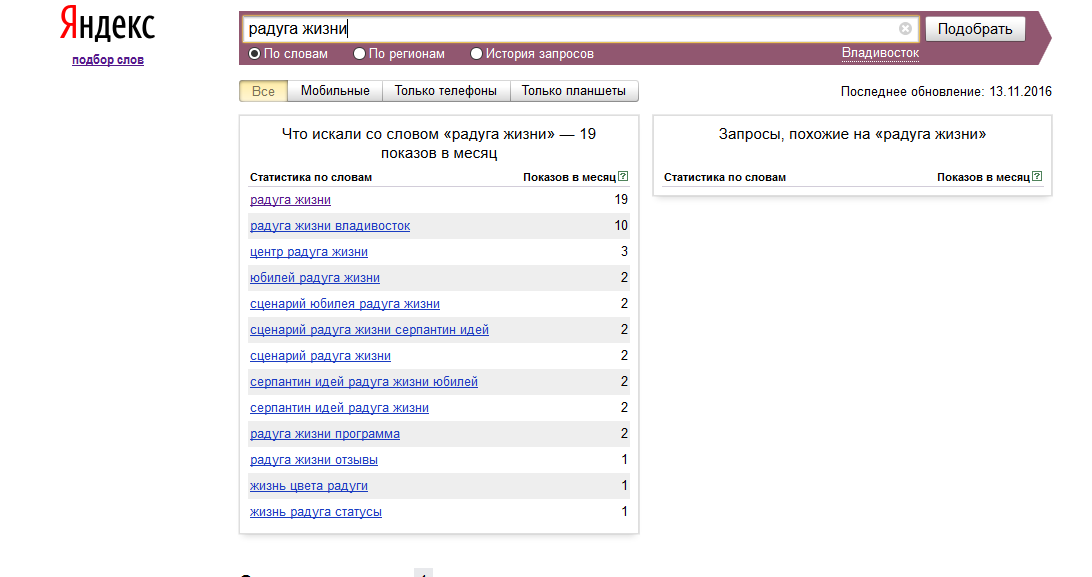 Яндекс
подбор слов
радуга жизни
Подобрать
По словам По регионам История запросов Владивосток
Все Мобильные Только телефоны Только планшеты
Последнее обновление: 13.11.2016
Что искали со словом «радуга жизни» — 19
показов в месяц
Статистика по словам Показов в месяц ?
радуга жизни 19
радуга жизни владивосток 10
центр радуга жизни 3
юбилей радуга жизни 2
сценарий юбилея радуга жизни 2
сценарий радуга жизни серпантин идей 2
сценарий радуга жизни 2
серпантин идей радуга жизни юбилей 2
серпантин идей радуга жизни 2
радуга жизни программа 2
радуга жизни отзывы 1
жизнь цвета радуги 1
жизнь радуга статусы 1
Запросы, похожие на «радуга жизни»
Статистика по словам Показов в месяц ?